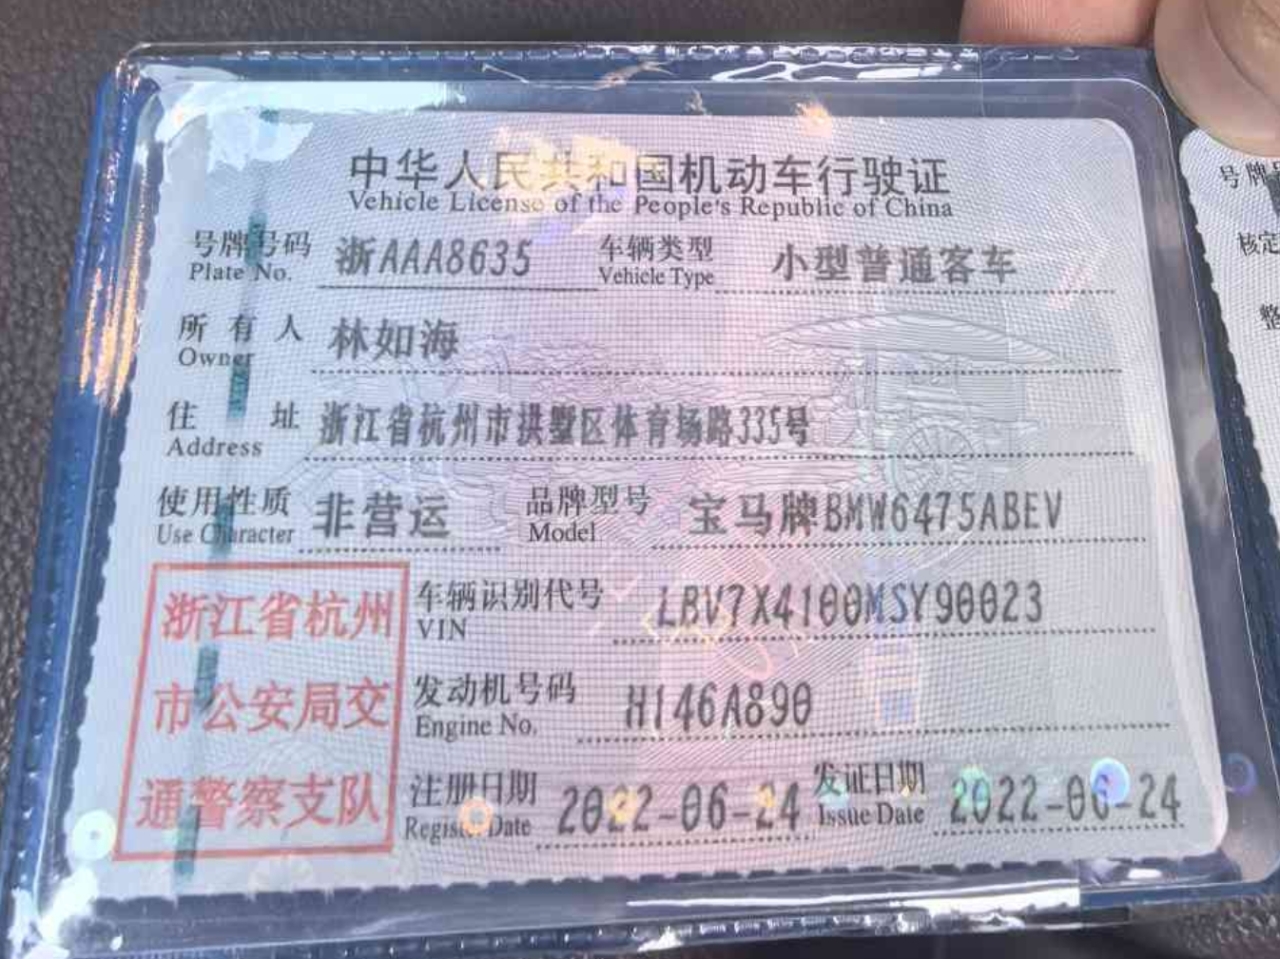 中华人民共和国机动车行驶证
Vehicle License of the People's Republic of China
号牌号码 浙AAA8635 车辆类型 小型普通客车
Plate No. Vehicle Type
所有人 林如海
Owner
住址 浙江省杭州市拱墅区体育场路335号
Address
使用性质 非营运 品牌型号 宝马牌BMW6475ABEV
Use Character Model
浙江省杭州
市公安局交
通警察支队
车辆识别代号 LBV7X4100MSY90023
VIN
发动机号码 H146A890
Engine No.
注册日期 2022-06-24 发证日期 2022-06-24
Register Date Issue Date
号牌
核定
整